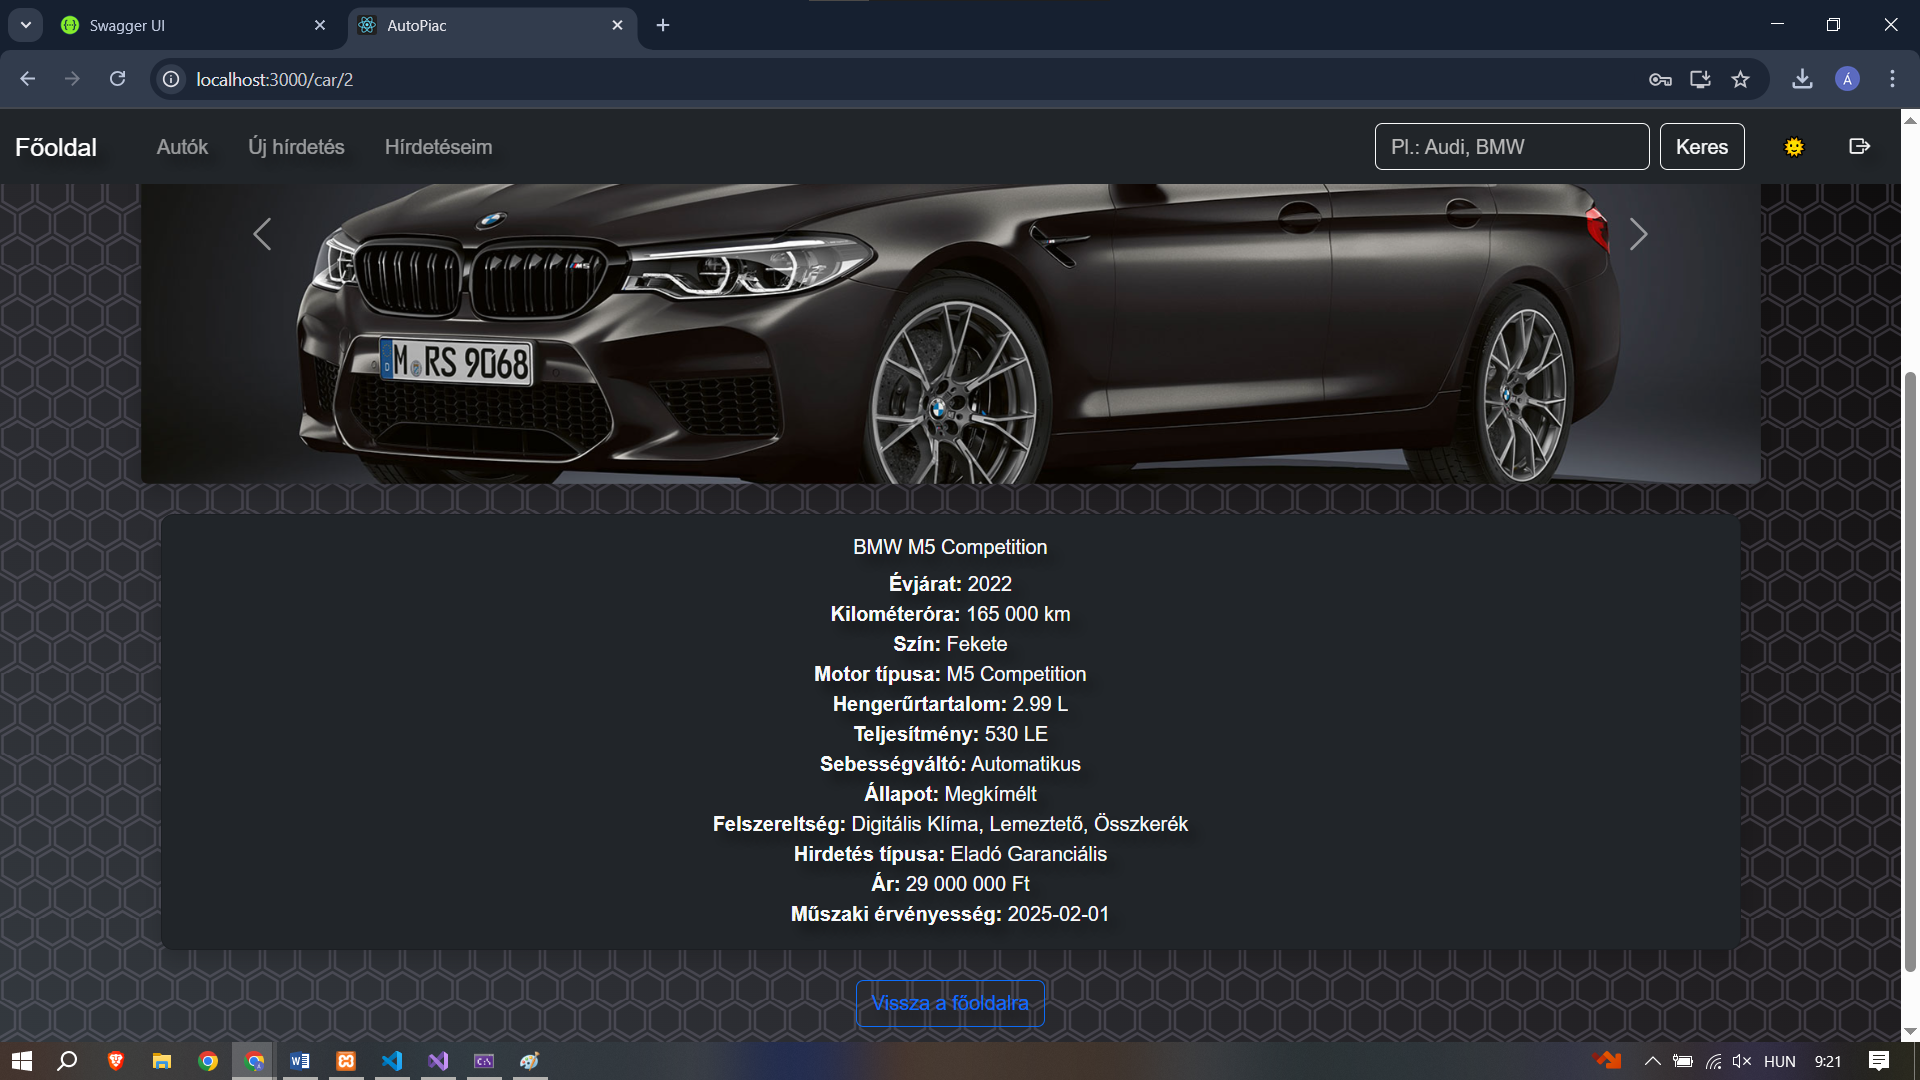 Swagger UI
AutoPiac
localhost:3000/car/2
Á
Főoldal
Autók
Új hírdetés
Hírdetéseim
Pl.: Audi, BMW
Keres
M5
M RS 9068
BMW M5 Competition
Évjárat: 2022
Kilométeróra: 165 000 km
Szín: Fekete
Motor típusa: M5 Competition
Hengerűrtartalom: 2.99 L
Teljesítmény: 530 LE
Sebességváltó: Automatikus
Állapot: Megkímélt
Felszereltség: Digitális Klíma, Lemeztető, Összkerék
Hirdetés típusa: Eladó Garanciális
Ár: 29 000 000 Ft
Műszaki érvényesség: 2025-02-01
Vissza a főoldalra
HUN
9:21